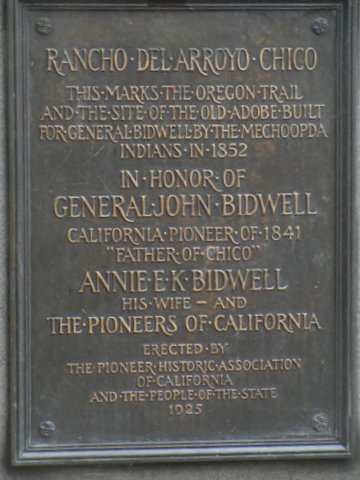 RANCHO·DEL·ARROYO·CHICO
THIS·MARKS·THE·OREGON·TRAIL
AND·THE·SITE·OF·THE·OLD·ADOBE·BUILT
FOR·GENERAL·BIDWELL·BY·THE·MECHOOPDA
INDIANS·IN·1852
IN·HONOR·OF
GENERAL·JOHN·BIDWELL
CALIFORNIA·PIONEER·OF·1841
"FATHER·OF·CHICO"
ANNIE·E·K·BIDWELL
HIS·WIFE — AND
THE·PIONEERS·OF·CALIFORNIA
ERECTED·BY
THE·PIONEER·HISTORIC·ASSOCIATION
OF·CALIFORNIA
AND·THE·PEOPLE·OF·THE·STATE
1925